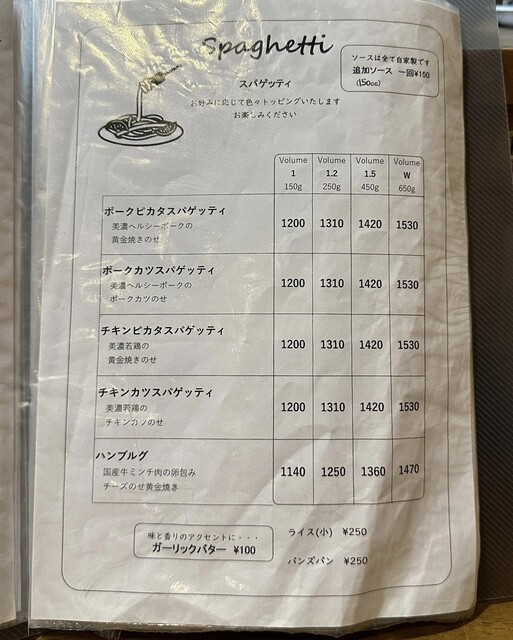 Spaghetti
スパゲッティ
お好みに応じて色々トッピングいたします
お楽しみください
ソースは全て自家製です
追加ソース 一回¥150
(150cc)
Volume 1 150g
Volume 1.2 250g
Volume 1.5 450g
Volume W 650g
ポークピカタスパゲッティ 1200 1310 1420 1530
美濃ヘルシーポークの
黄金焼きのせ
ポークカツスパゲッティ 1200 1310 1420 1530
美濃ヘルシーポークの
ポークカツのせ
チキンピカタスパゲッティ 1200 1310 1420 1530
美濃若鶏の
黄金焼きのせ
チキンカツスパゲッティ 1200 1310 1420 1530
美濃若鶏の
チキンカツのせ
ハンブルグ 1140 1250 1360 1470
国産牛ミンチ肉の卵包み
チーズのせ黄金焼き
味と香りのアクセントに・・・
ガーリックバター ¥100
ライス(小) ¥250
バンズパン ¥250